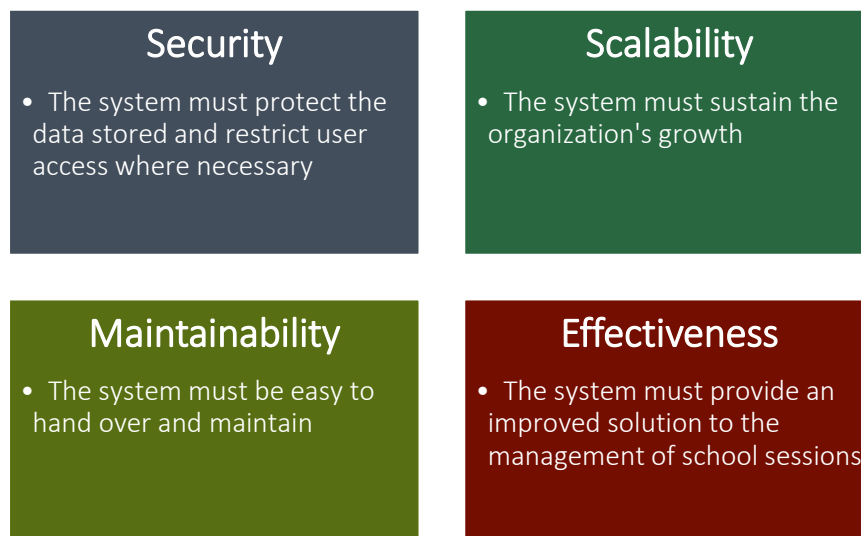 Security
• The system must protect the
data stored and restrict user
access where necessary
Scalability
• The system must sustain the
organization's growth
Maintainability
• The system must be easy to
hand over and maintain
Effectiveness
• The system must provide an
improved solution to the
management of school sessions